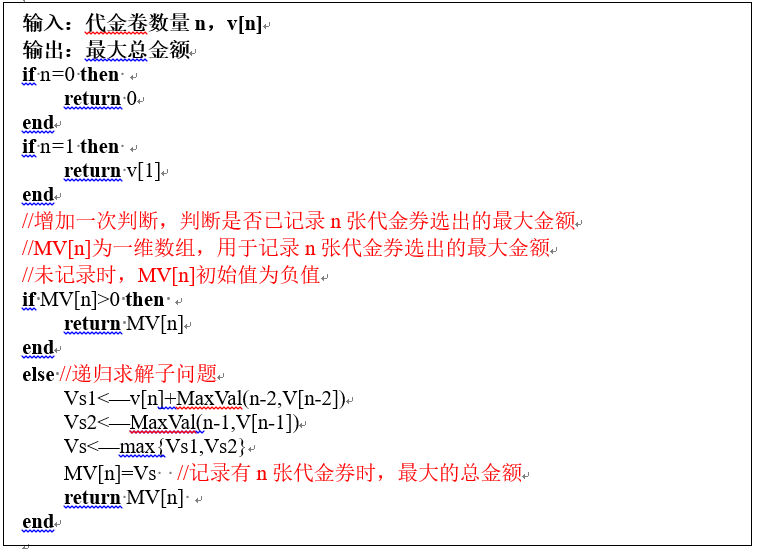 输入：代金卷数量 n，v[n]
输出：最大总金额
if n=0 then
return 0
end
if n=1 then
return v[1]
end
//增加一次判断，判断是否已记录 n 张代金券选出的最大金额
//MV[n]为一维数组，用于记录 n 张代金券选出的最大金额
//未记录时，MV[n]初始值为负值
if MV[n]>0 then
return MV[n]
end
else //递归求解子问题
Vs1<—v[n]+MaxVal(n-2,V[n-2])
Vs2<—MaxVal(n-1,V[n-1])
Vs<—max{Vs1,Vs2}
MV[n]=Vs //记录有 n 张代金券时，最大的总金额
return MV[n]
end